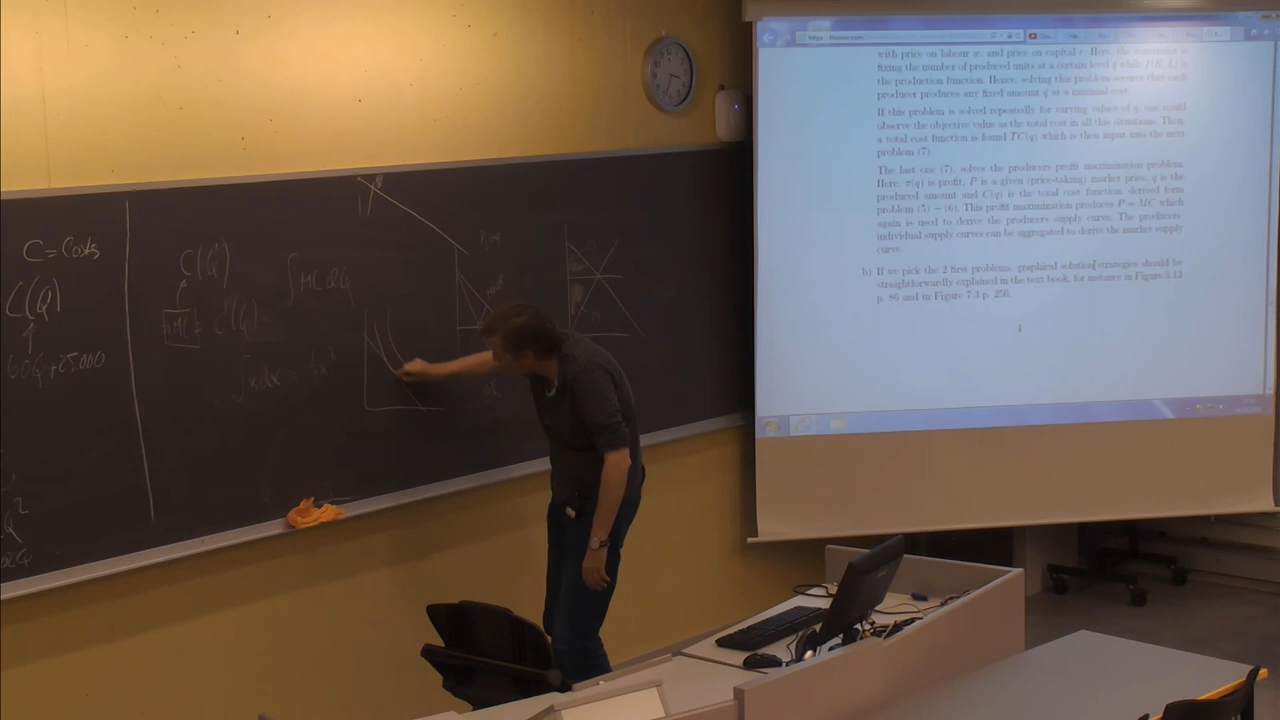 C = Costs
C(Q)
60Q + 25.000
C(Q)
MC = C'(Q) =
∫MC dQ
∫xdx = ½x²
with price on labour w, and price on capital r. Here, the constraint is
fixing the number of produced units at a certain level q while f(K, L) is
the production function. Hence, solving this problem secures that each
producer produces any fixed amount q at a maximal cost.
If this problem is solved repeatedly for varying values of q, one could
observe the objective value as the total cost in all this situations. Then,
a total cost function is found TC(q) which is then input into the next
problem (7).
The last one (7), solves the producers profit maximization problem.
Here, π(q) is profit, P is a given (price-taking) market price, q is the
produced amount and C(q) is the total cost function, derived form
problem (5) – (6). This profit maximization produces P = MC which
again is used to derive the producers supply curve. The producers'
individual supply curves can be aggregated to derive the market supply
curve.
b) If we pick the 2 first problems, graphical solution strategies should be
straightforwardly explained in the text book, for instance in Figure 3.13
p. 86 and in Figure 7.3 p. 256.
1